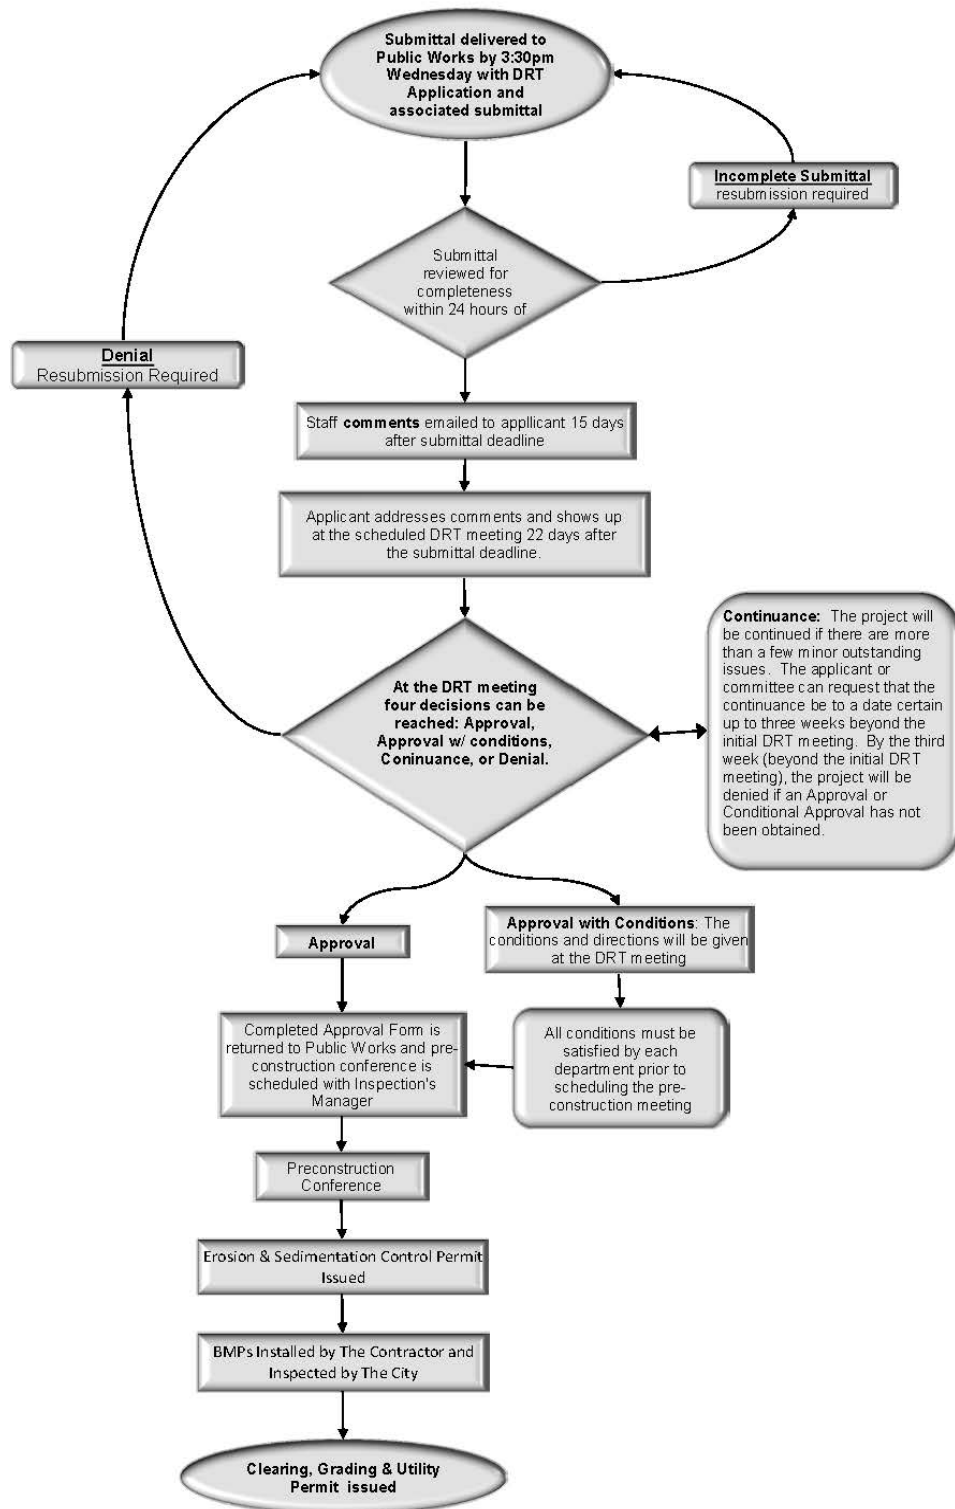 Submittal delivered to
Public Works by 3:30pm
Wednesday with DRT
Application and
associated submittal
Incomplete Submittal
resubmission required
Submittal
reviewed for
completeness
within 24 hours of
Denial
Resubmission Required
Staff comments emailed to appllicant 15 days
after submittal deadline
Applicant addresses comments and shows up
at the scheduled DRT meeting 22 days after
the submittal deadline.
At the DRT meeting
four decisions can be
reached: Approval,
Approval w/ conditions,
Coninuance, or Denial.
Continuance: The project will
be continued if there are more
than a few minor outstanding
issues. The applicant or
committee can request that the
continuance be to a date certain
up to three weeks beyond the
initial DRT meeting. By the third
week (beyond the initial DRT
meeting), the project will be
denied if an Approval or
Conditional Approval has not
been obtained.
Approval
Approval with Conditions: The
conditions and directions will be given
at the DRT meeting
Completed Approval Form is
returned to Public Works and pre-
construction conference is
scheduled with Inspection's
Manager
All conditions must be
satisfied by each
department prior to
scheduling the pre-
construction meeting
Preconstruction
Conference
Erosion & Sedimentation Control Permit
Issued
BMPs Installed by The Contractor and
Inspected by The City
Clearing, Grading & Utility
Permit issued